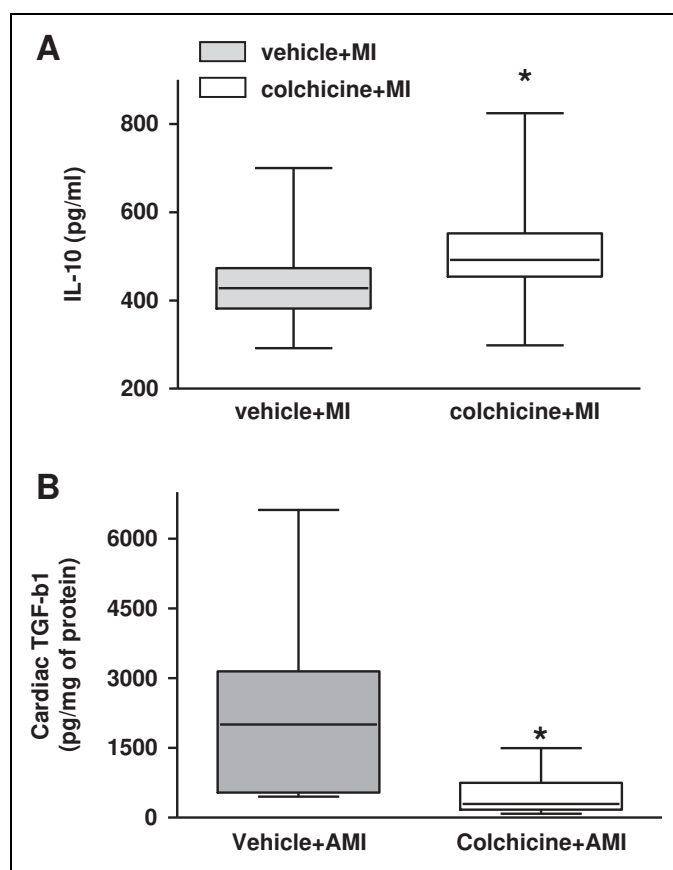 A
vehicle+MI
colchicine+MI
*
800
600
400
200
IL-10 (pg/ml)
vehicle+MI colchicine+MI
B
6000
4500
3000
1500
0
Cardiac TGF-b1
(pg/mg of protein)
*
Vehicle+AMI Colchicine+AMI